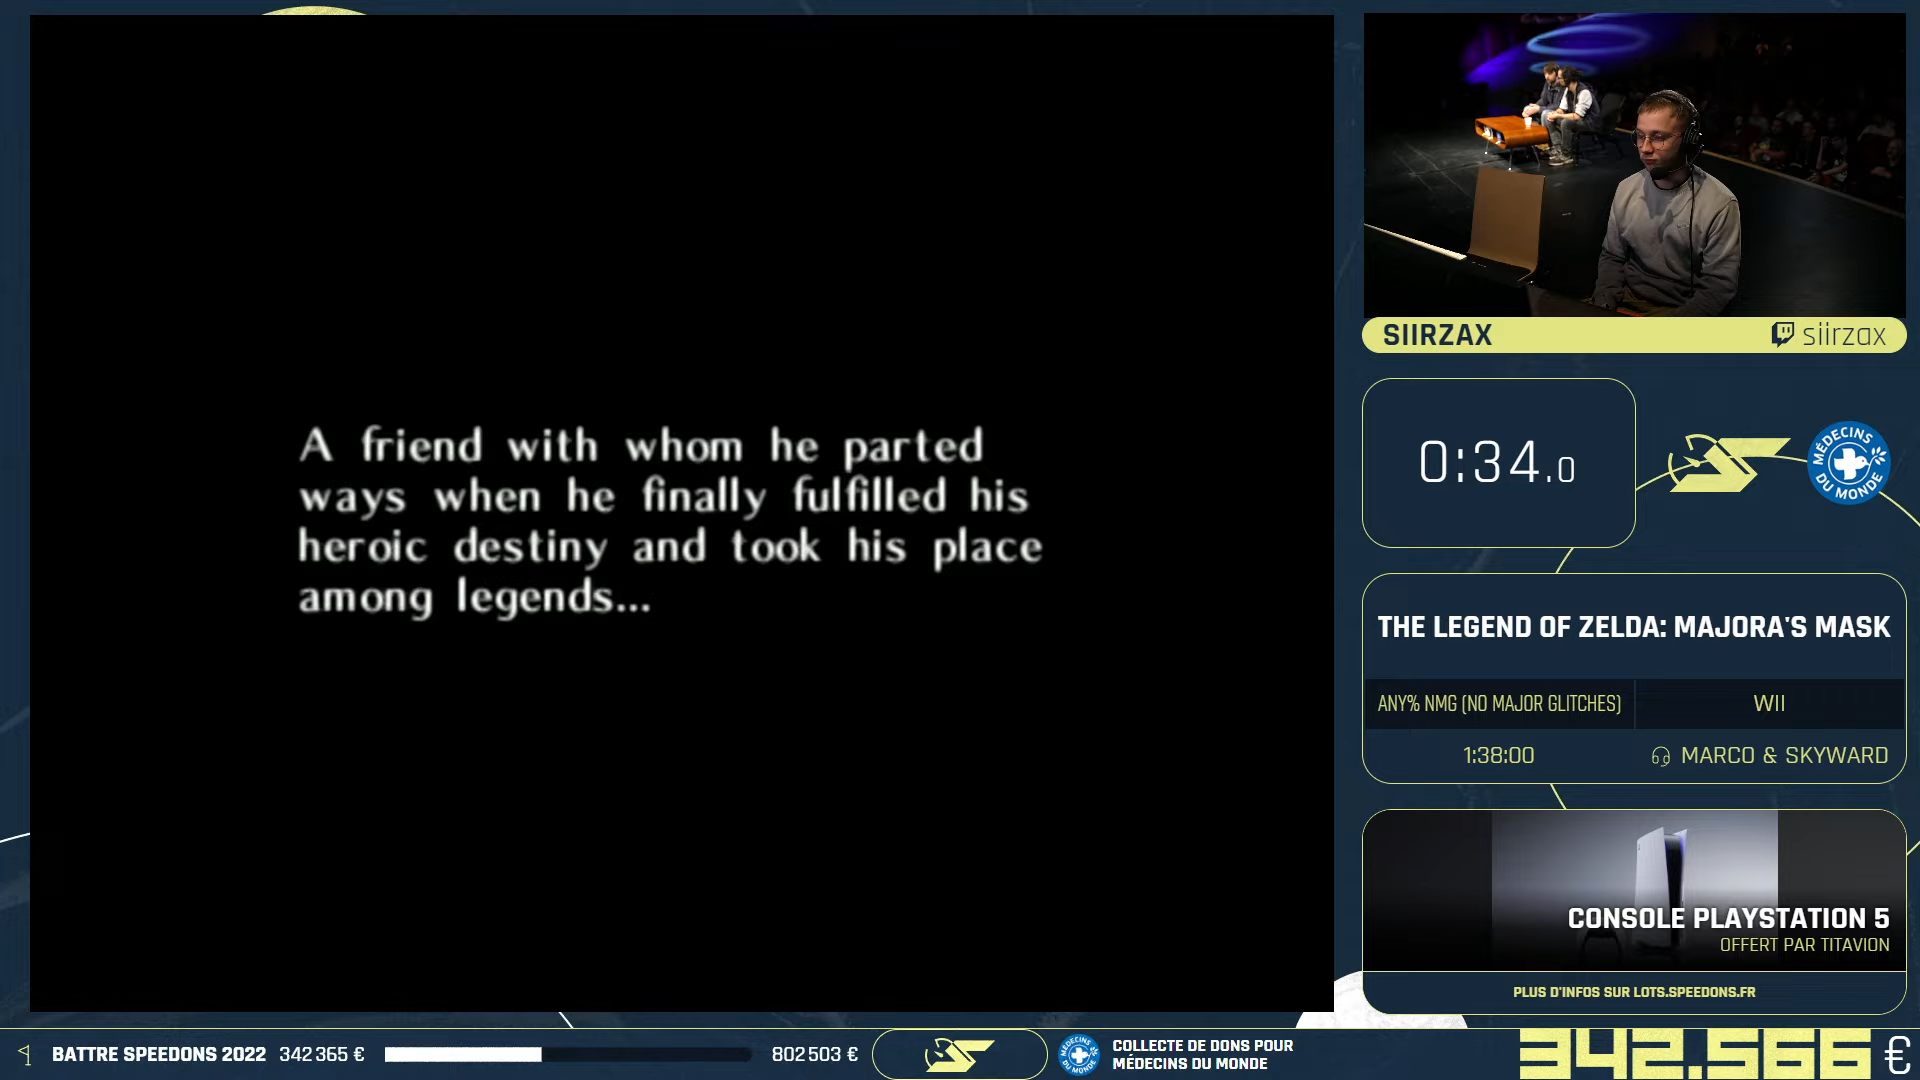 A friend with whom he parted
ways when he finally fulfilled his
heroic destiny and took his place
among legends...
SIIRZAX
siirzax
0:34.0
MÉDECINS
DU MONDE
THE LEGEND OF ZELDA: MAJORA'S MASK
ANY% NMG (NO MAJOR GLITCHES)
WII
1:38:00
MARCO & SKYWARD
CONSOLE PLAYSTATION 5
OFFERT PAR TITAVION
PLUS D'INFOS SUR LOTS.SPEEDONS.FR
BATTRE SPEEDONS 2022 342 365 €
802 503 €
MÉDECINS
DU MONDE
COLLECTE DE DONS POUR
MÉDECINS DU MONDE
342.566 €